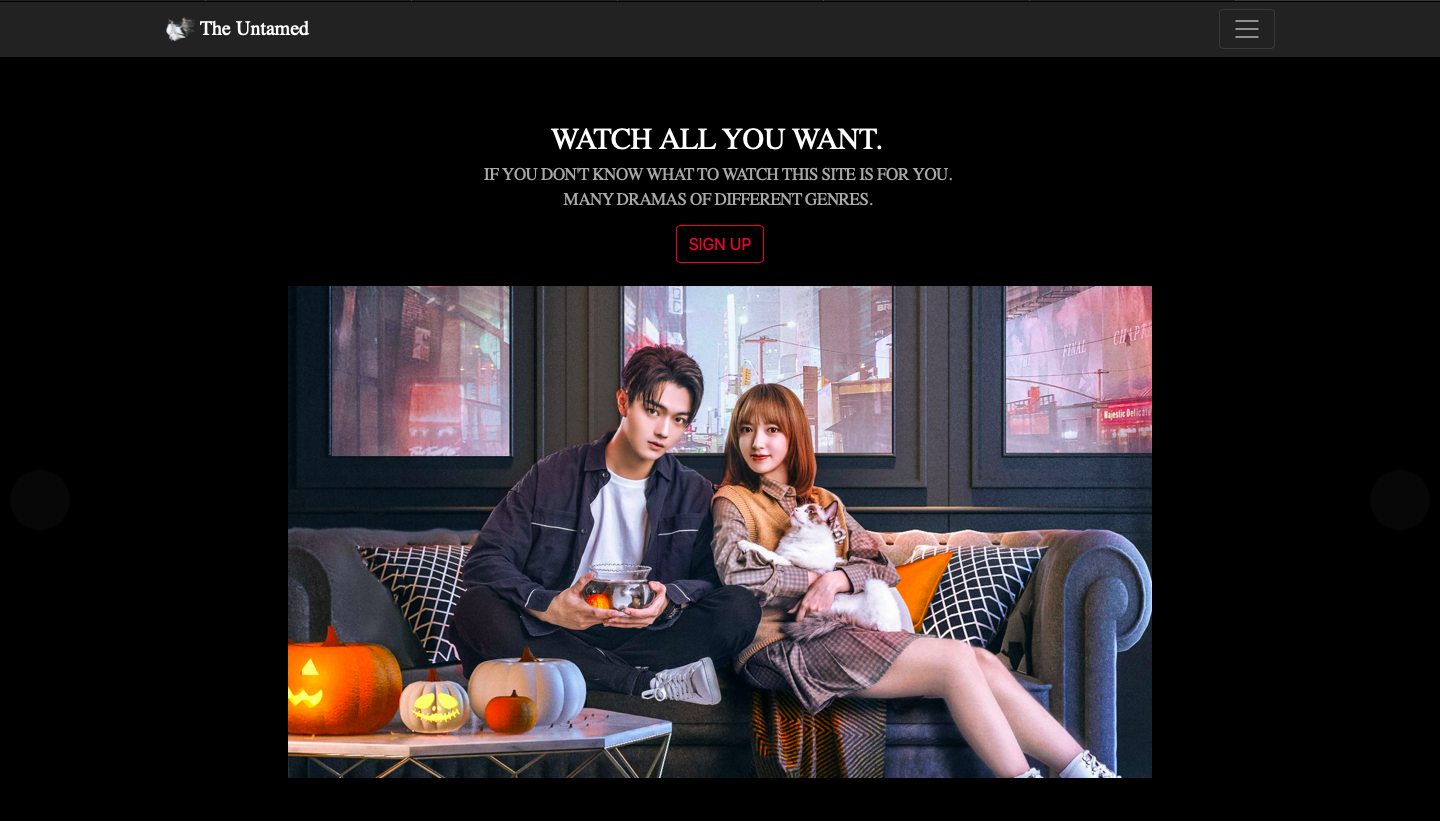 The Untamed
WATCH ALL YOU WANT.
IF YOU DON'T KNOW WHAT TO WATCH THIS SITE IS FOR YOU.
MANY DRAMAS OF DIFFERENT GENRES.
SIGN UP
FINAL CHAPT
Majestic Delicatis